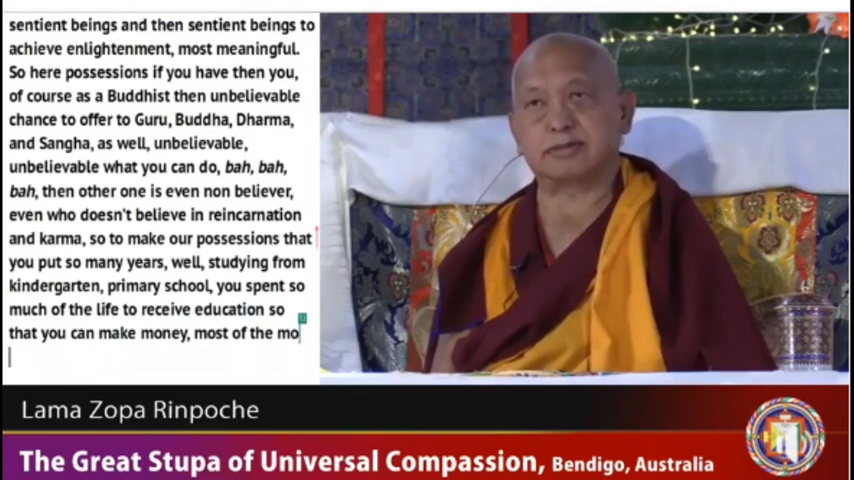 sentient beings and then sentient beings to
achieve enlightenment, most meaningful.
So here possessions if you have then you,
of course as a Buddhist then unbelievable
chance to offer to Guru, Buddha, Dharma,
and Sangha, as well, unbelievable,
unbelievable what you can do, bah, bah,
bah, then other one is even non believer,
even who doesn't believe in reincarnation
and karma, so to make our possessions that
you put so many years, well, studying from
kindergarten, primary school, you spent so
much of the life to receive education so
that you can make money, most of the mo
Lama Zopa Rinpoche
The Great Stupa of Universal Compassion, Bendigo, Australia